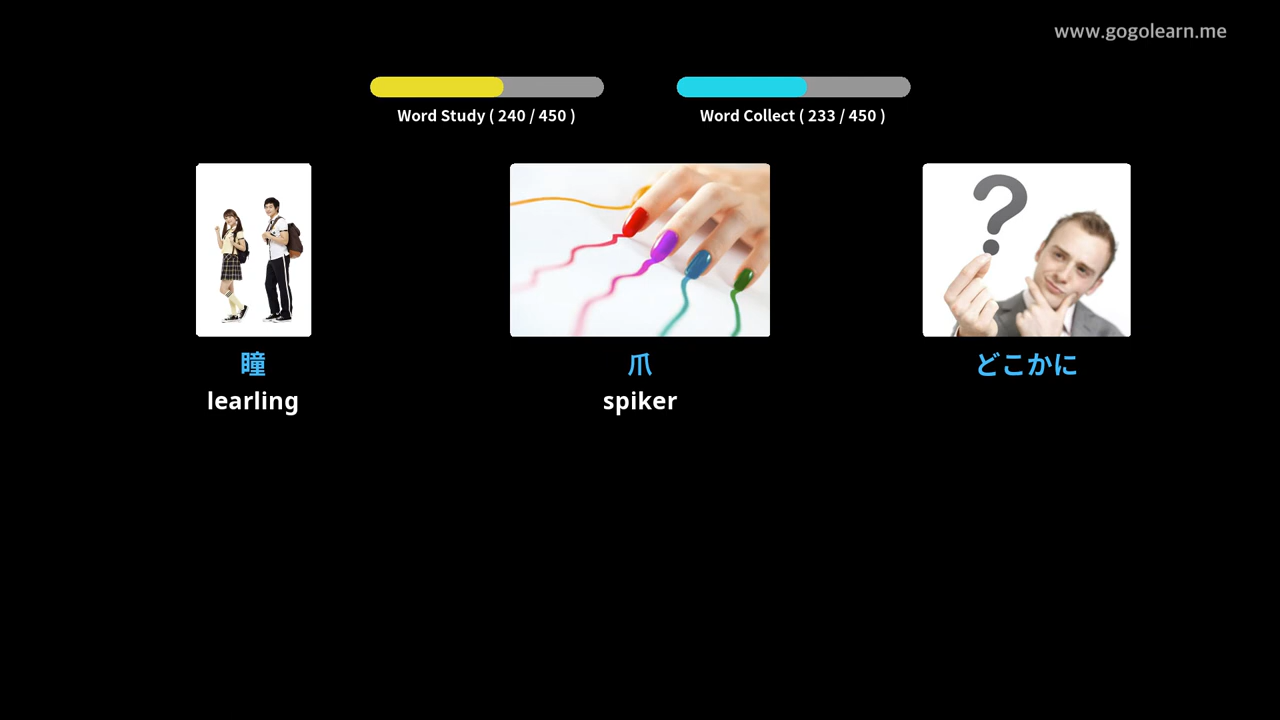 www.gogolearn.me
Word Study ( 240 / 450 )
Word Collect ( 233 / 450 )
瞳
learling
爪
spiker
どこかに